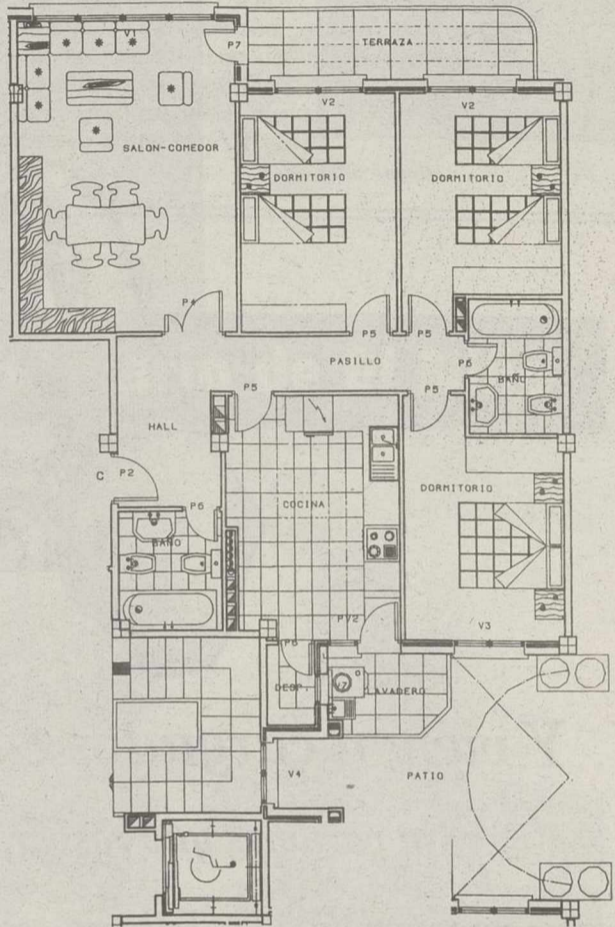 V1
P7
TERRAZA
V2
V2
SALON-COMEDOR
DORMITORIO
DORMITORIO
P4
P5
P5
PASILLO
P6
BAÑO
P5
P5
HALL
C
P2
DORMITORIO
COCINA
P6
BAÑO
PV2
V3
P6
DESP.
V7
LAVADERO
V4
PATIO